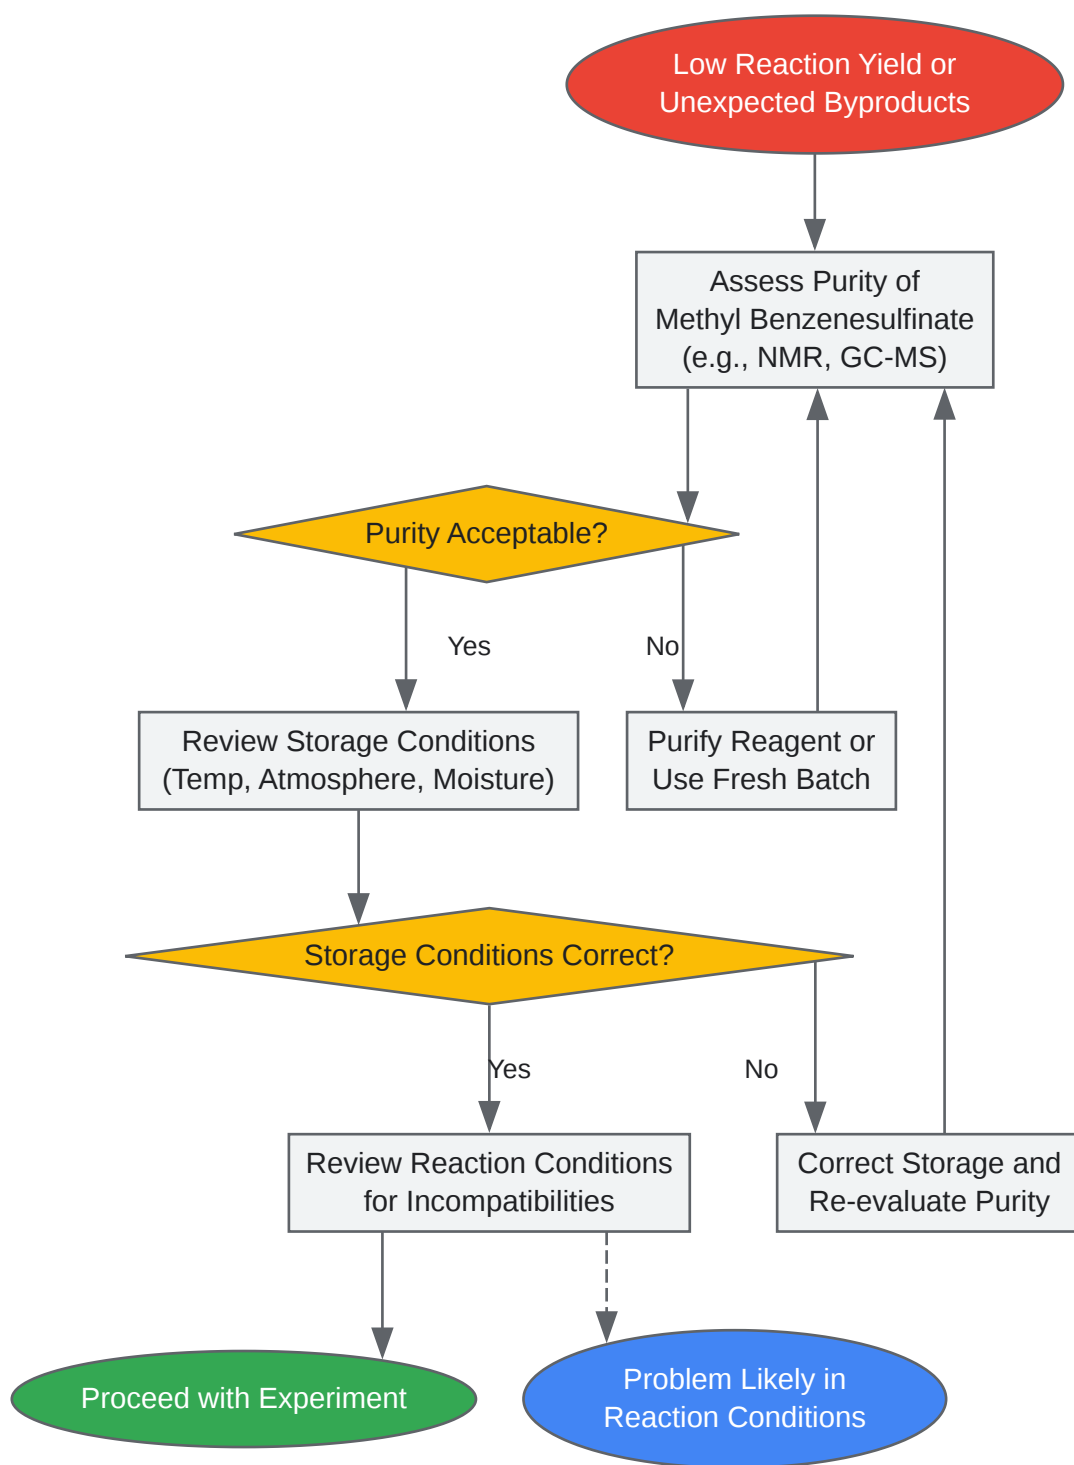 Low Reaction Yield or
Unexpected Byproducts
Assess Purity of
Methyl Benzenesulfinate
(e.g., NMR, GC-MS)
Purity Acceptable?
Yes
No
Review Storage Conditions
(Temp, Atmosphere, Moisture)
Purify Reagent or
Use Fresh Batch
Storage Conditions Correct?
Yes
No
Review Reaction Conditions
for Incompatibilities
Correct Storage and
Re-evaluate Purity
Proceed with Experiment
Problem Likely in
Reaction Conditions